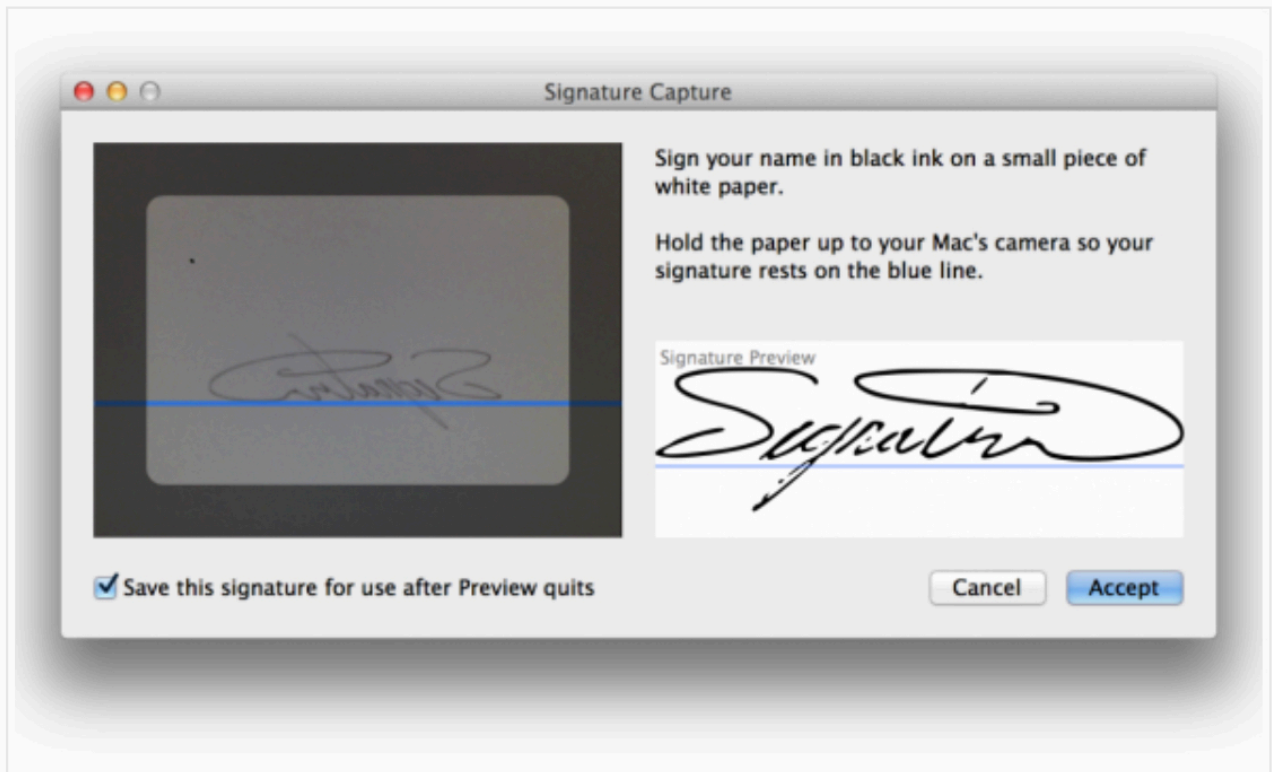 Signature Capture
Sign your name in black ink on a small piece of
white paper.
Hold the paper up to your Mac's camera so your
signature rests on the blue line.
Signature Preview
Signature
Save this signature for use after Preview quits
Cancel
Accept